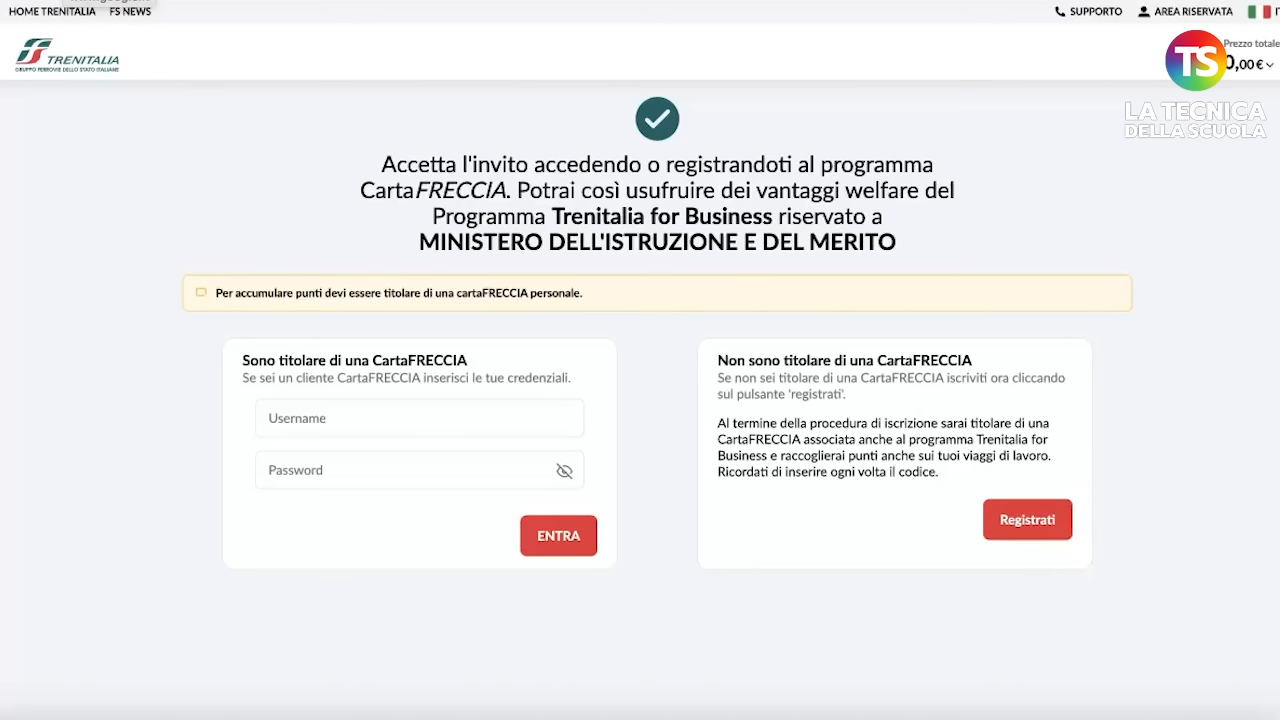 HOME TRENITALIA FS NEWS
SUPPORTO AREA RISERVATA
TRENITALIA
GRUPPO FERROVIE DELLO STATO ITALIANE
Prezzo totale
0,00 €
TS
LA TECNICA
DELLA SCUOLA
Accetta l'invito accedendo o registrandoti al programma
CartaFRECCIA. Potrai così usufruire dei vantaggi welfare del
Programma Trenitalia for Business riservato a
MINISTERO DELL'ISTRUZIONE E DEL MERITO
Per accumulare punti devi essere titolare di una cartaFRECCIA personale.
Sono titolare di una CartaFRECCIA
Se sei un cliente CartaFRECCIA inserisci le tue credenziali.
Username
Password
ENTRA
Non sono titolare di una CartaFRECCIA
Se non sei titolare di una CartaFRECCIA iscriviti ora cliccando
sul pulsante 'registrati'.
Al termine della procedura di iscrizione sarai titolare di una
CartaFRECCIA associata anche al programma Trenitalia for
Business e raccoglierai punti anche sui tuoi viaggi di lavoro.
Ricordati di inserire ogni volta il codice.
Registrati